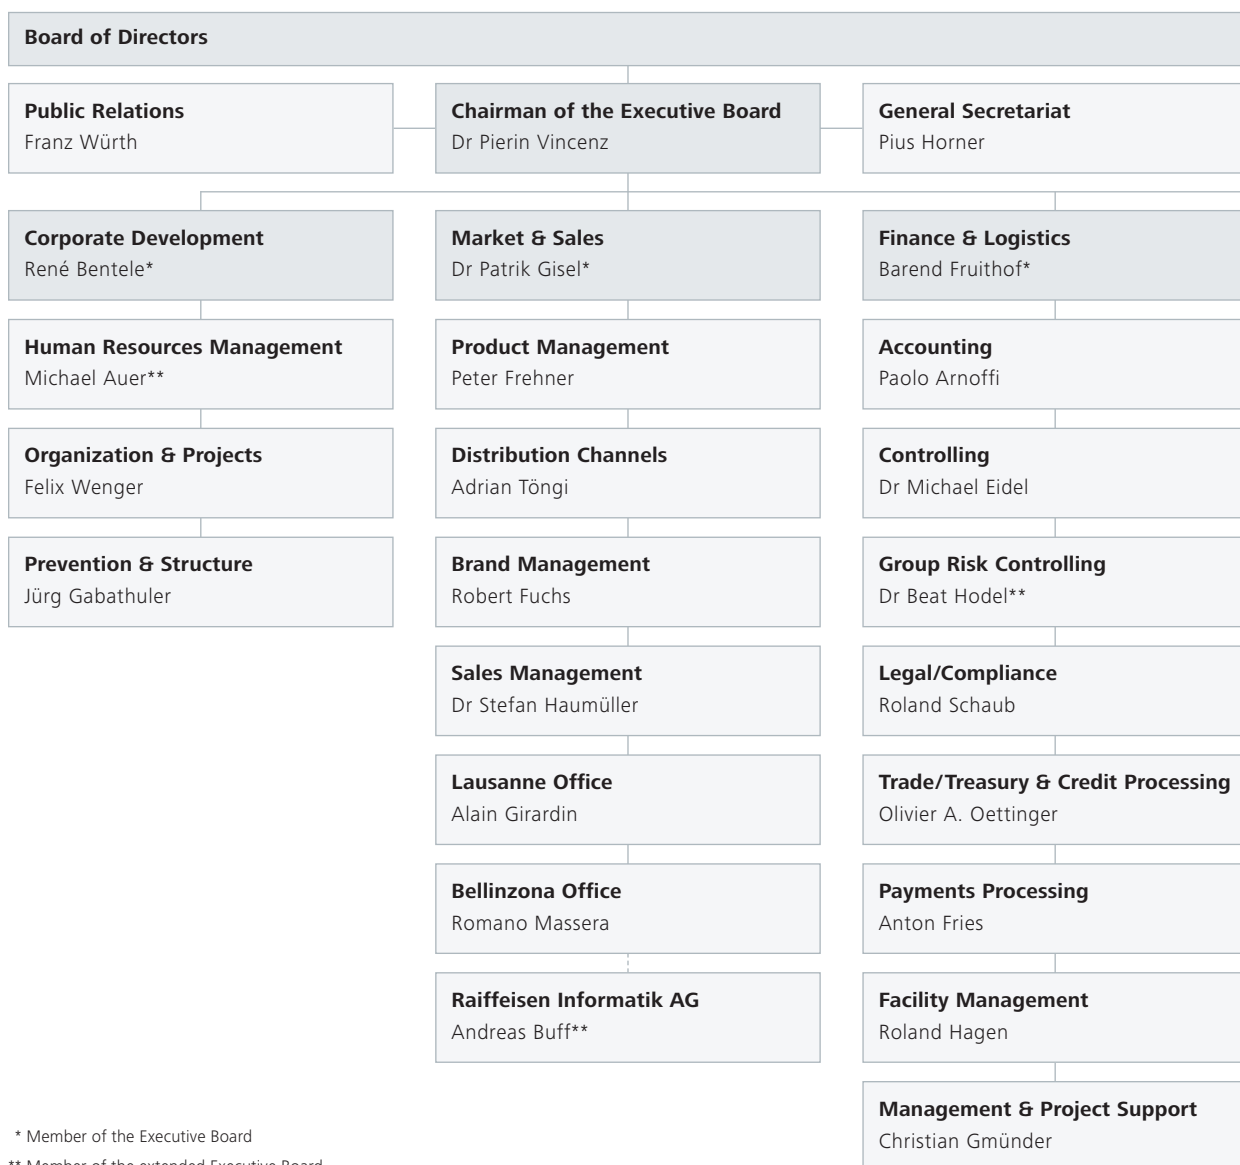 Board of Directors
Public Relations
Franz Würth
Chairman of the Executive Board
Dr Pierin Vincenz
General Secretariat
Pius Horner
Corporate Development
René Bentele*
Market & Sales
Dr Patrik Gisel*
Finance & Logistics
Barend Fruithof*
Human Resources Management
Michael Auer**
Product Management
Peter Frehner
Accounting
Paolo Arnoffi
Organization & Projects
Felix Wenger
Distribution Channels
Adrian Töngi
Controlling
Dr Michael Eidel
Prevention & Structure
Jürg Gabathuler
Brand Management
Robert Fuchs
Group Risk Controlling
Dr Beat Hodel**
Sales Management
Dr Stefan Haumüller
Legal/Compliance
Roland Schaub
Lausanne Office
Alain Girardin
Trade/Treasury & Credit Processing
Olivier A. Oettinger
Bellinzona Office
Romano Massera
Payments Processing
Anton Fries
Raiffeisen Informatik AG
Andreas Buff**
Facility Management
Roland Hagen
Management & Project Support
Christian Gmünder
* Member of the Executive Board
** Member of the extended Executive Board